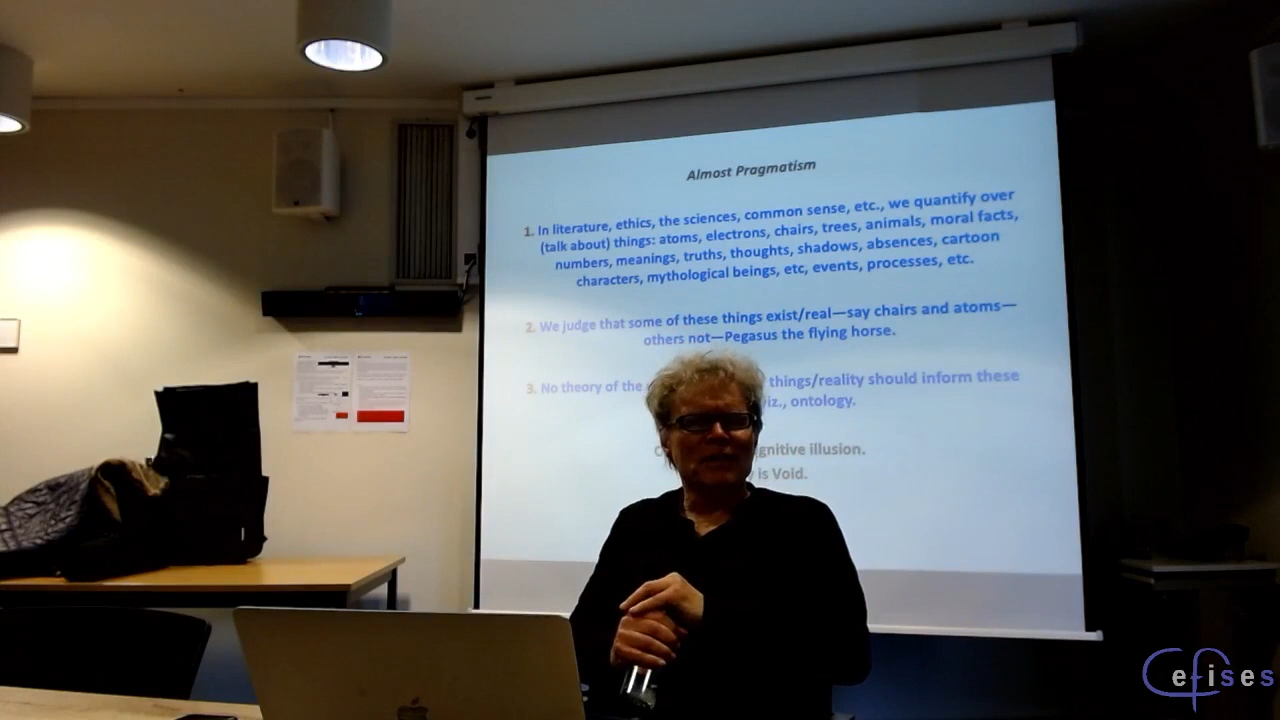 Almost Pragmatism
1. In literature, ethics, the sciences, common sense, etc., we quantify over
(talk about) things: atoms, electrons, chairs, trees, animals, moral facts,
numbers, meanings, truths, thoughts, shadows, absences, cartoon
characters, mythological beings, etc, events, processes, etc.
2. We judge that some of these things exist/real—say chairs and atoms—
others not—Pegasus the flying horse.
3. No theory of the things/reality should inform these
ontology.
illusion.
is Void.
efises